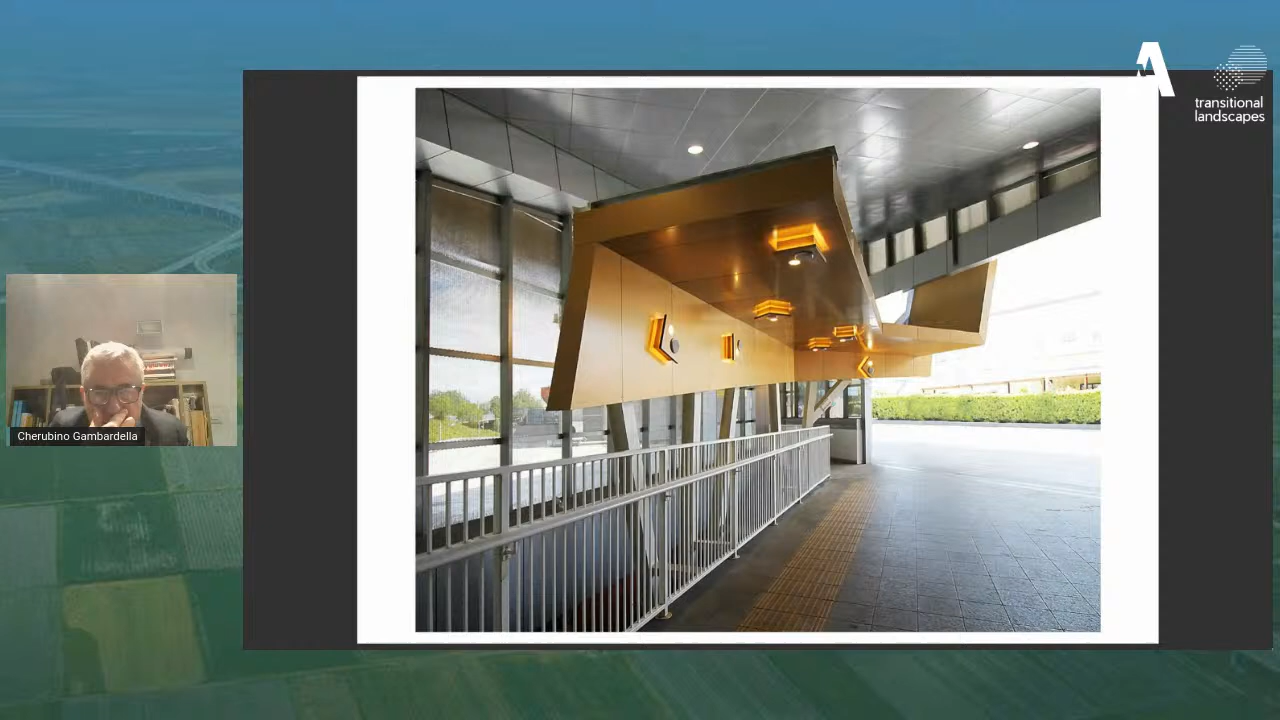 A
transitional
landscapes
Cherubino Gambardella